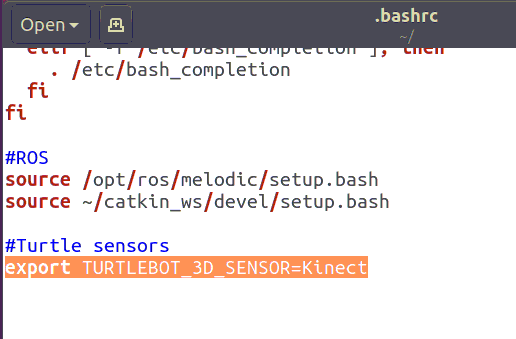 Open
.bashrc
~/
elif [ -f /etc/bash_completion ]; then
. /etc/bash_completion
fi
fi
#ROS
source /opt/ros/melodic/setup.bash
source ~/catkin_ws/devel/setup.bash
#Turtle sensors
export TURTLEBOT_3D_SENSOR=Kinect